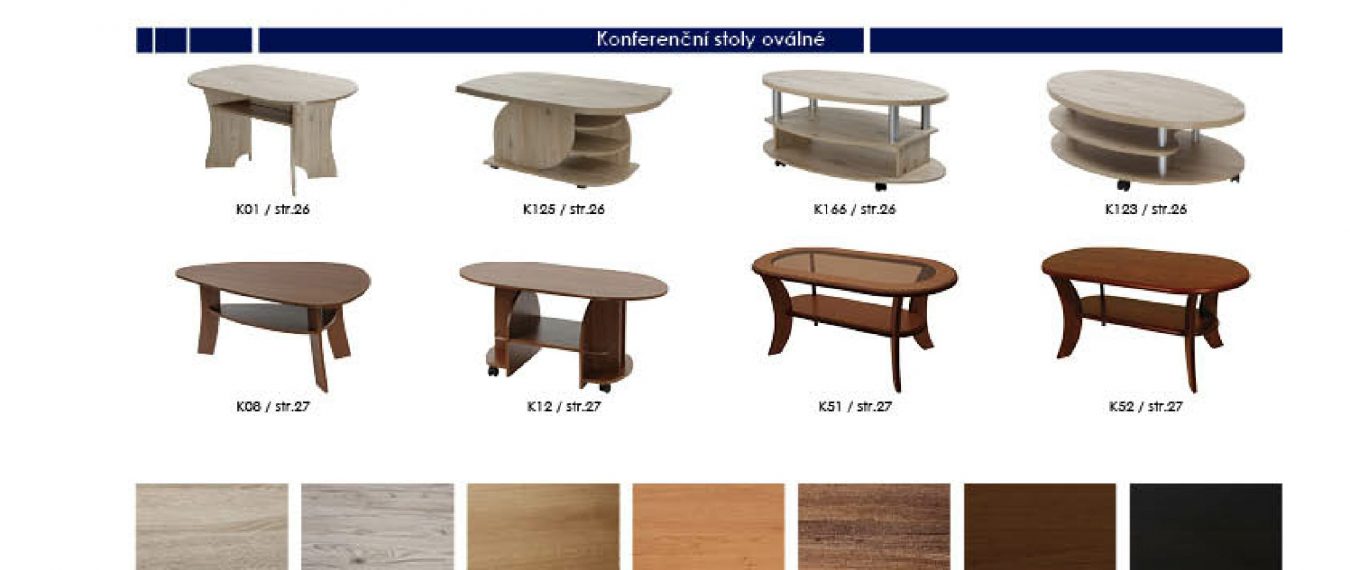 Konferenční stoly oválné
K01 / str.26
K125 / str.26
K166 / str.26
K123 / str.26
K08 / str.27
K12 / str.27
K51 / str.27
K52 / str.27